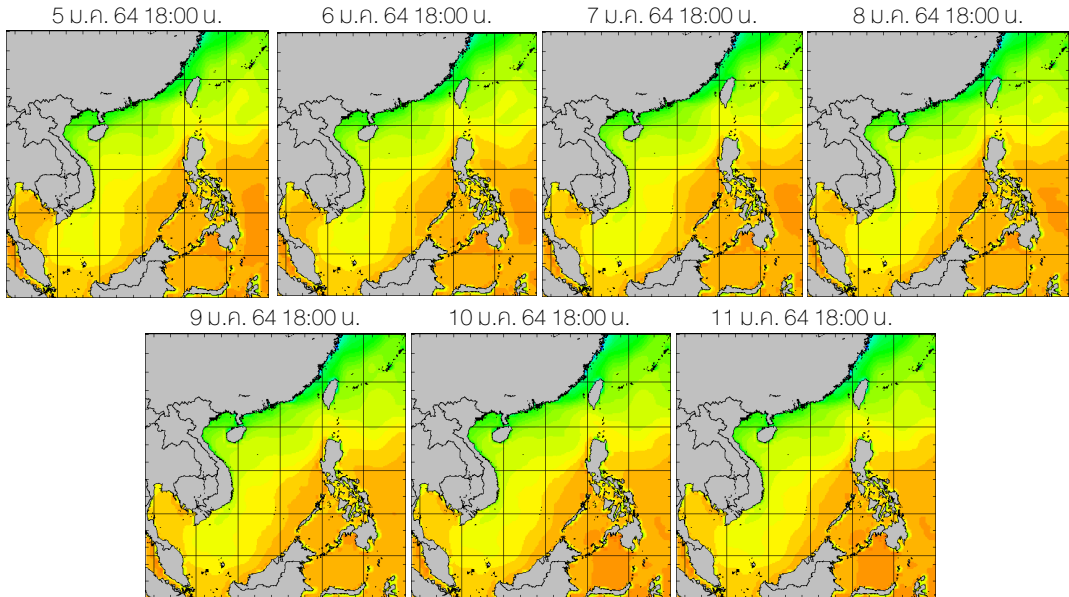 5 ม.ค. 64 18:00 น.
6 ม.ค. 64 18:00 น.
7 ม.ค. 64 18:00 น.
8 ม.ค. 64 18:00 น.
9 ม.ค. 64 18:00 น.
10 ม.ค. 64 18:00 น.
11 ม.ค. 64 18:00 น.